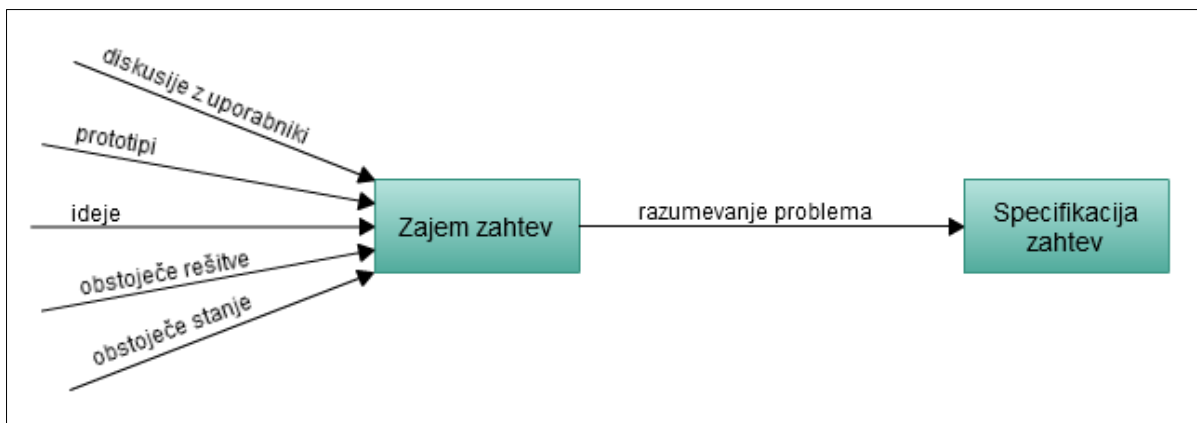 diskusije z uporabniki
prototipi
ideje
obstoječe rešitve
obstoječe stanje
Zajem zahtev
razumevanje problema
Specifikacija
zahtev